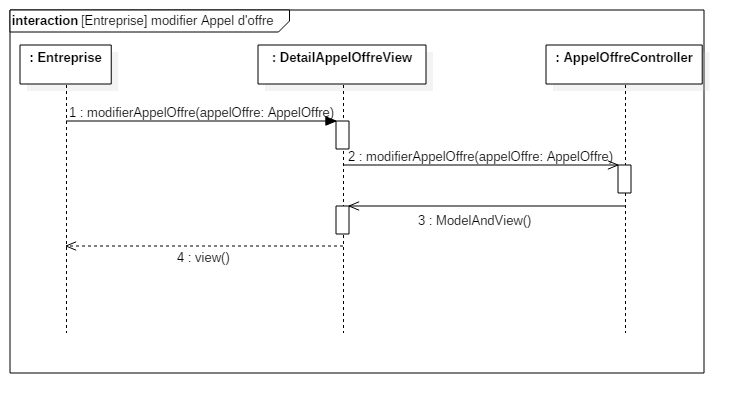 interaction [Entreprise] modifier Appel d'offre
: Entreprise
: DetailAppelOffreView
: AppelOffreController
1 : modifierAppelOffre(appelOffre: AppelOffre)
2 : modifierAppelOffre(appelOffre: AppelOffre)
3 : ModelAndView()
4 : view()